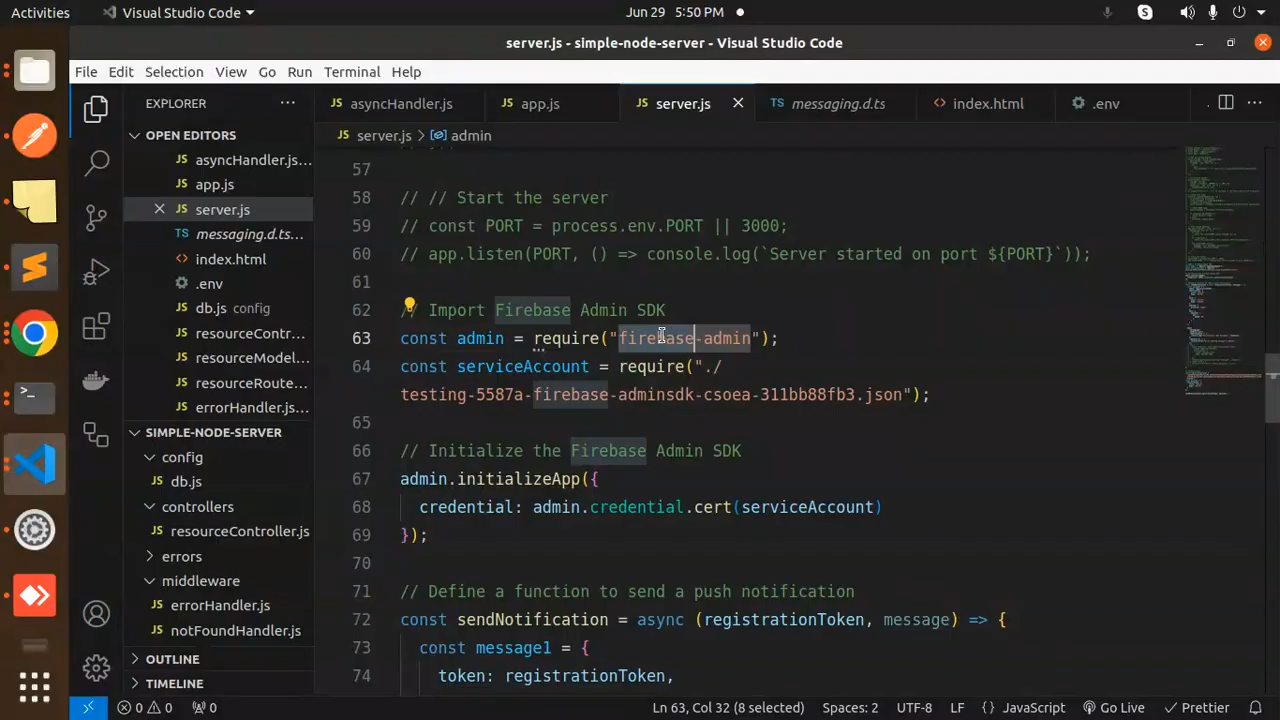 Activities
Visual Studio Code
Jun 29 5:50 PM
server.js - simple-node-server - Visual Studio Code
File Edit Selection View Go Run Terminal Help
EXPLORER
asyncHandler.js
app.js
server.js
messaging.d.ts
index.html
.env
OPEN EDITORS
server.js > admin
asyncHandler.js...
app.js
server.js
messaging.d.ts...
index.html
.env
db.js config
resourceContr...
resourceModel...
resourceRoute...
errorHandler.js...
SIMPLE-NODE-SERVER
config
db.js
controllers
resourceController.js
errors
middleware
errorHandler.js
notFoundHandler.js
OUTLINE
TIMELINE
57
58 // // Start the server
59 // const PORT = process.env.PORT || 3000;
60 // app.listen(PORT, () => console.log(`Server started on port ${PORT}`));
61
62 // Import Firebase Admin SDK
63 const admin = require("firebase-admin");
64 const serviceAccount = require("./
testing-5587a-firebase-adminsdk-csoea-311bb88fb3.json");
65
66 // Initialize the Firebase Admin SDK
67 admin.initializeApp({
68 credential: admin.credential.cert(serviceAccount)
69 });
70
71 // Define a function to send a push notification
72 const sendNotification = async (registrationToken, message) => {
73 const message1 = {
74 token: registrationToken,
0 0 0
Ln 63, Col 32 (8 selected) Spaces: 2 UTF-8 LF {} JavaScript Go Live Prettier